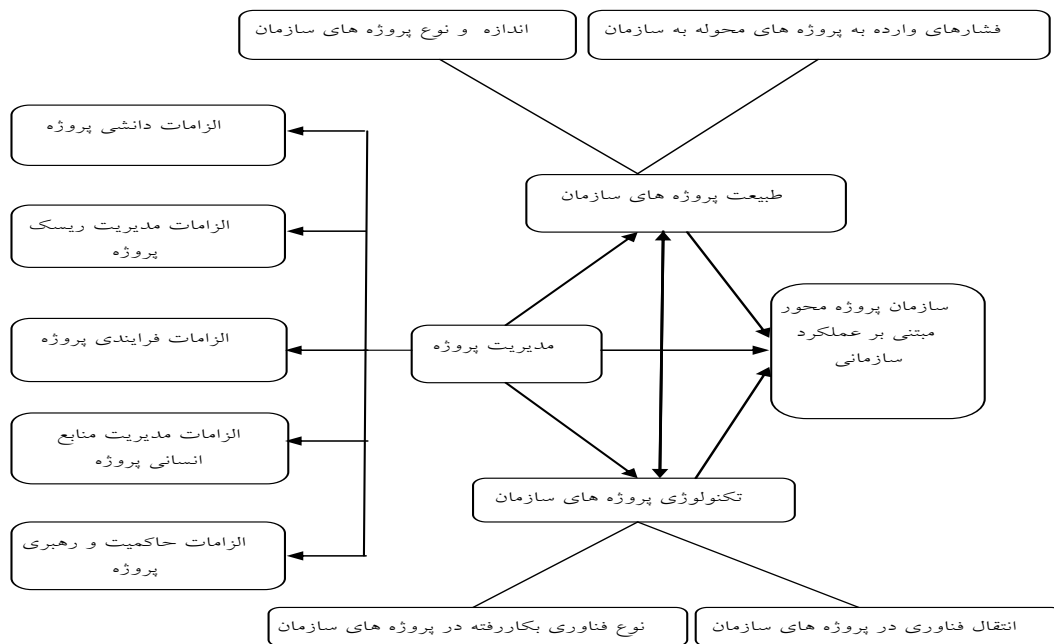 فشارهای وارده به پروژه های محوله به سازمان
اندازه و نوع پروژه های سازمان
الزامات دانشی پروژه
طبیعت پروژه های سازمان
الزامات مدیریت ریسک
پروژه
سازمان پروژه محور
مبتنی بر عملکرد
سازمانی
مدیریت پروژه
الزامات فرایندی پروژه
الزامات مدیریت منابع
انسانی پروژه
تکنولوژی پروژه های سازمان
الزامات حاکمیت و رهبری
پروژه
انتقال فناوری در پروژه های سازمان
نوع فناوری بکاررفته در پروژه های سازمان